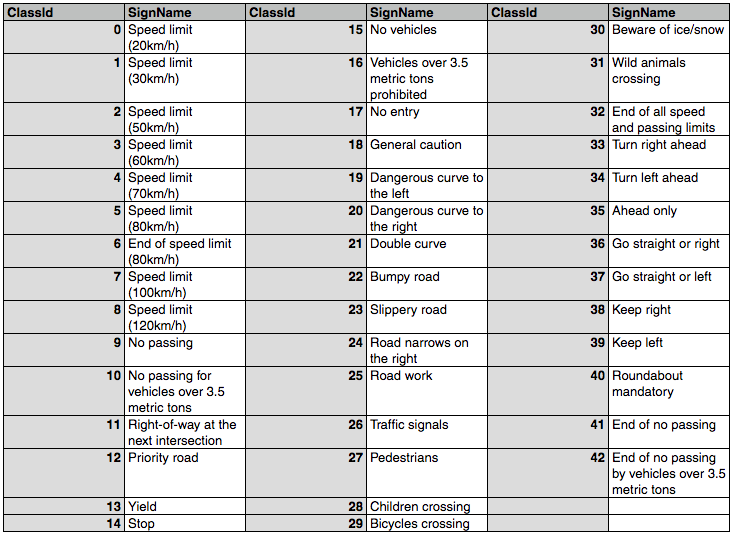 ClassId SignName ClassId SignName ClassId SignName
0 Speed limit 15 No vehicles 30 Beware of ice/snow
(20km/h)
1 Speed limit 16 Vehicles over 3.5 31 Wild animals
(30km/h) metric tons crossing
prohibited
2 Speed limit 17 No entry 32 End of all speed
(50km/h) and passing limits
3 Speed limit 18 General caution 33 Turn right ahead
(60km/h)
4 Speed limit 19 Dangerous curve to 34 Turn left ahead
(70km/h) the left
5 Speed limit 20 Dangerous curve to 35 Ahead only
(80km/h) the right
6 End of speed limit 21 Double curve 36 Go straight or right
(80km/h)
7 Speed limit 22 Bumpy road 37 Go straight or left
(100km/h)
8 Speed limit 23 Slippery road 38 Keep right
(120km/h)
9 No passing 24 Road narrows on 39 Keep left
the right
10 No passing for 25 Road work 40 Roundabout
vehicles over 3.5 mandatory
metric tons
11 Right-of-way at the 26 Traffic signals 41 End of no passing
next intersection
12 Priority road 27 Pedestrians 42 End of no passing
by vehicles over 3.5
metric tons
13 Yield 28 Children crossing
14 Stop 29 Bicycles crossing